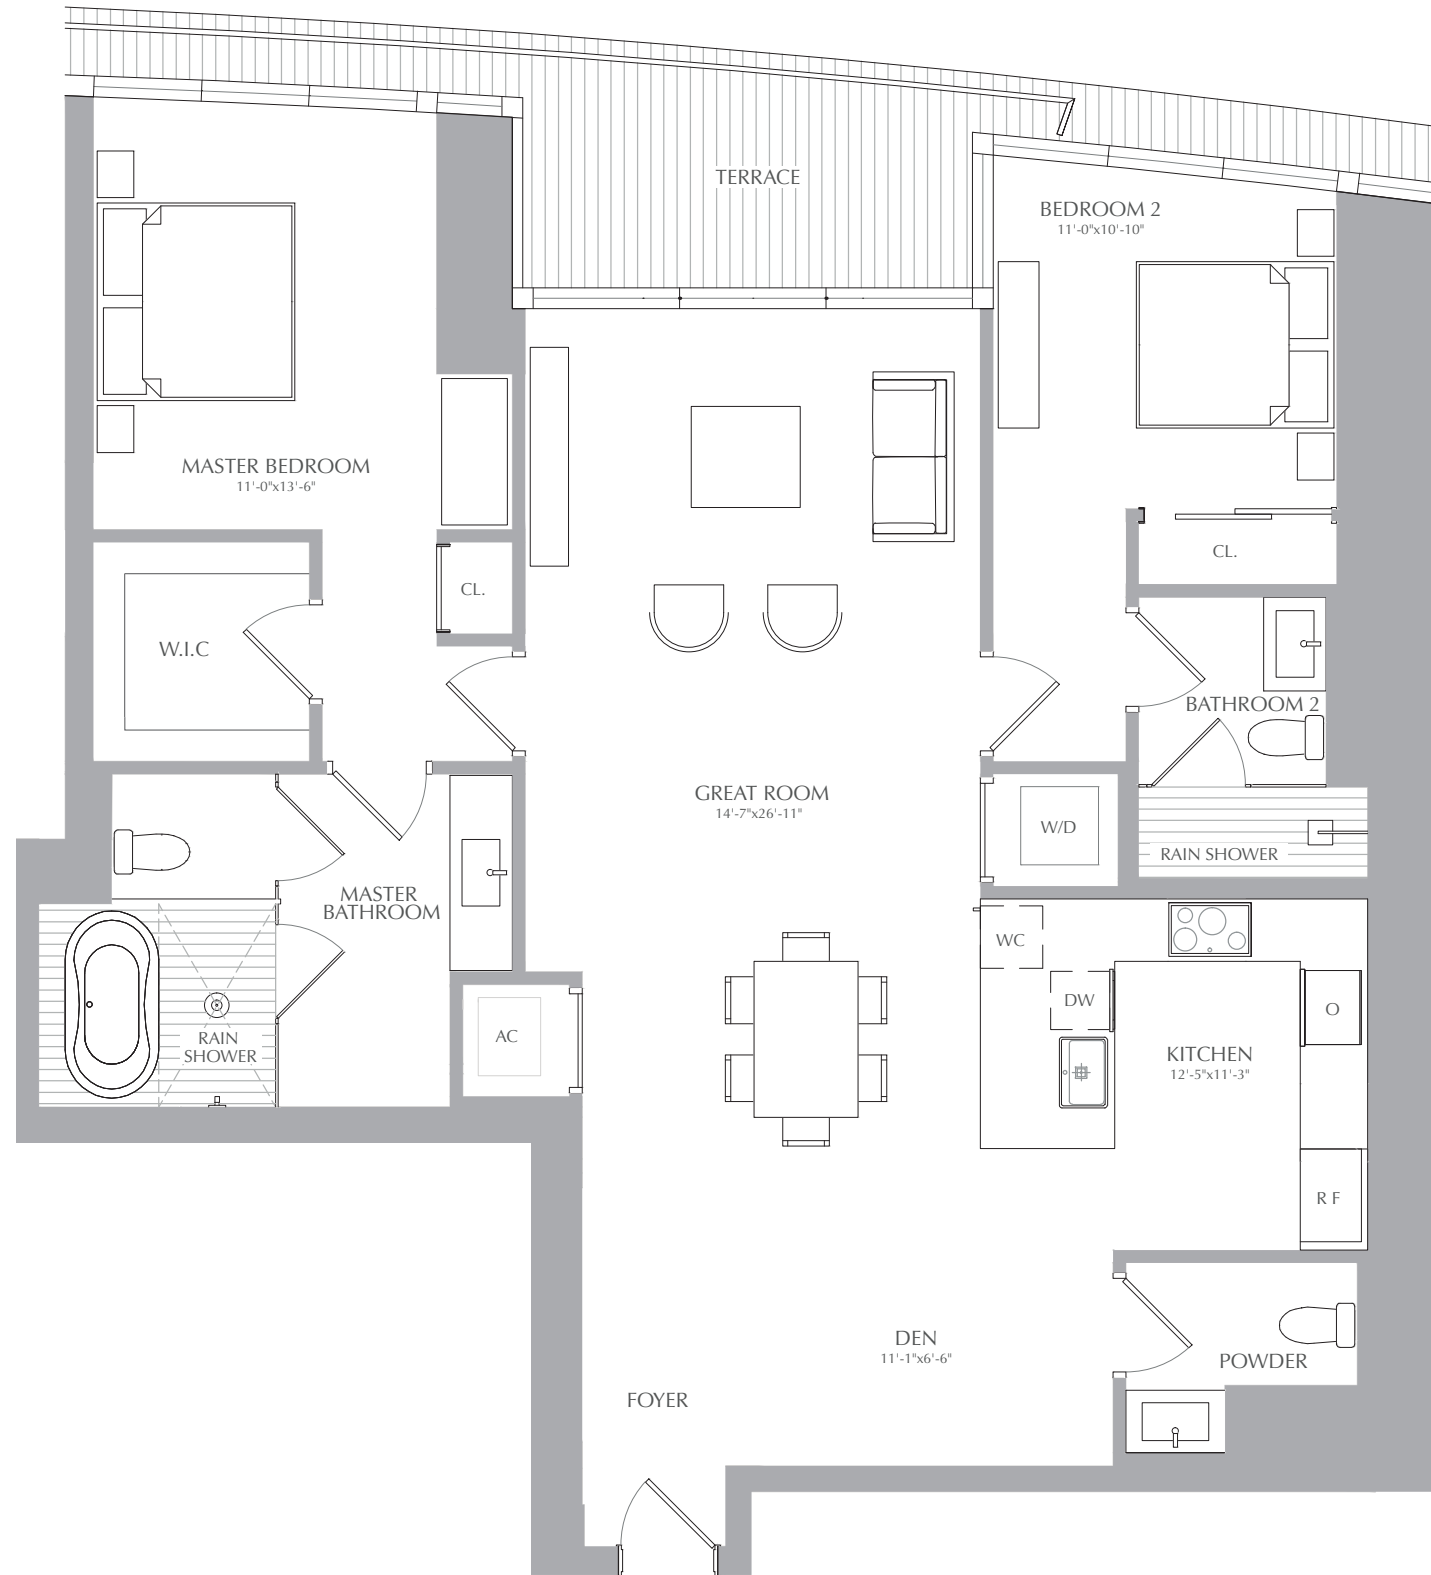 TERRACE
BEDROOM 2
11'-0"x10'-10"
MASTER BEDROOM
11'-0"x13'-6"
CL.
CL.
W.I.C
BATHROOM 2
GREAT ROOM
14'-7"x26'-11"
W/D
RAIN SHOWER
MASTER
BATHROOM
WC
DW
O
AC
RAIN
SHOWER
KITCHEN
12'-5"x11'-3"
R F
DEN
11'-1"x6'-6"
POWDER
FOYER